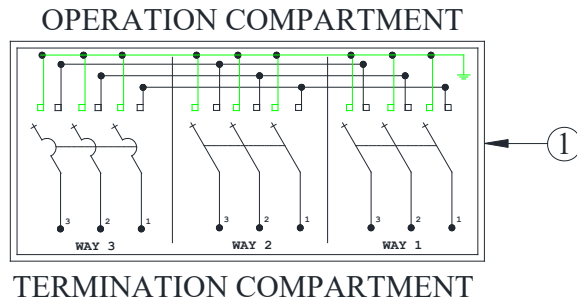 OPERATION COMPARTMENT
1
3 2 1 3 2 1 3 2 1
WAY 3 WAY 2 WAY 1
TERMINATION COMPARTMENT